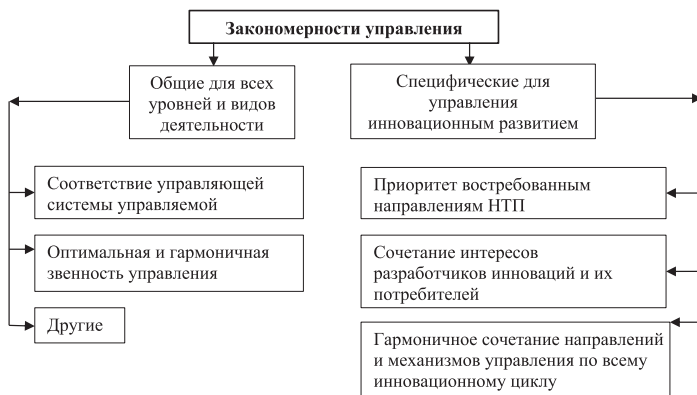 Закономерности управления
Общие для всех
уровней и видов
деятельности
Специфические для
управления
инновационным развитием
Соответствие управляющей
системы управляемой
Оптимальная и гармоничная
звенность управления
Другие
Приоритет востребованным
направлениям НТП
Сочетание интересов
разработчиков инноваций и их
потребителей
Гармоничное сочетание направлений
и механизмов управления по всему
инновационному циклу